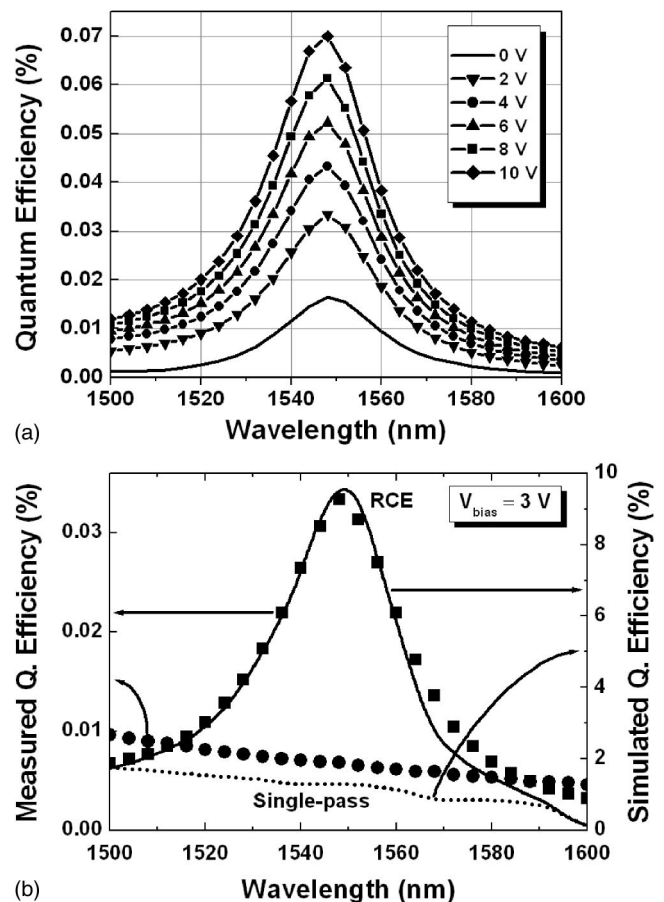 0.07
0.06
0.05
0.04
0.03
0.02
0.01
0.00
Quantum Efficiency (%)
0 V
2 V
4 V
6 V
8 V
10 V
1500 1520 1540 1560 1580 1600
Wavelength (nm)
(a)
0.03
0.02
0.01
0.00
Measured Q. Efficiency (%)
RCE
V_bias = 3 V
Single-pass
10
8
6
4
2
0
Simulated Q. Efficiency (%)
1500 1520 1540 1560 1580 1600
Wavelength (nm)
(b)